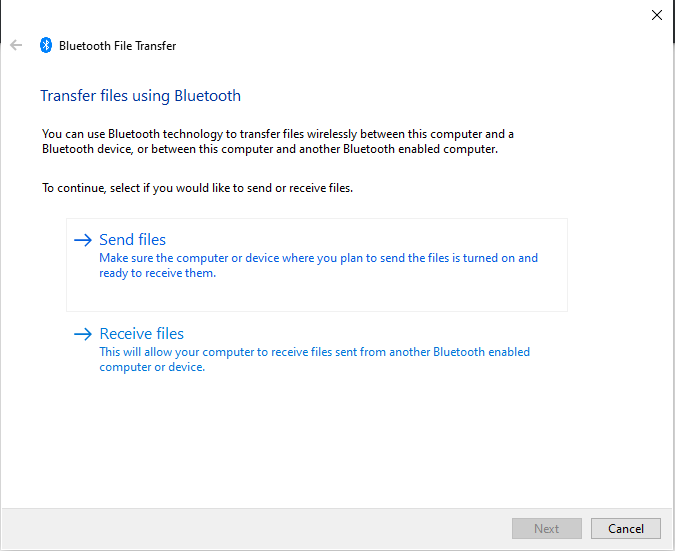 Bluetooth File Transfer
Transfer files using Bluetooth
You can use Bluetooth technology to transfer files wirelessly between this computer and a
Bluetooth device, or between this computer and another Bluetooth enabled computer.
To continue, select if you would like to send or receive files.
Send files
Make sure the computer or device where you plan to send the files is turned on and
ready to receive them.
Receive files
This will allow your computer to receive files sent from another Bluetooth enabled
computer or device.
Next
Cancel